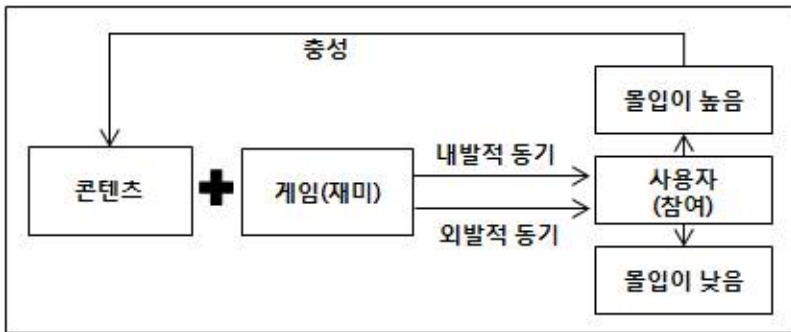 충성
몰입이 높음
콘텐츠
게임(재미)
내발적 동기
외발적 동기
사용자
(참여)
몰입이 낮음